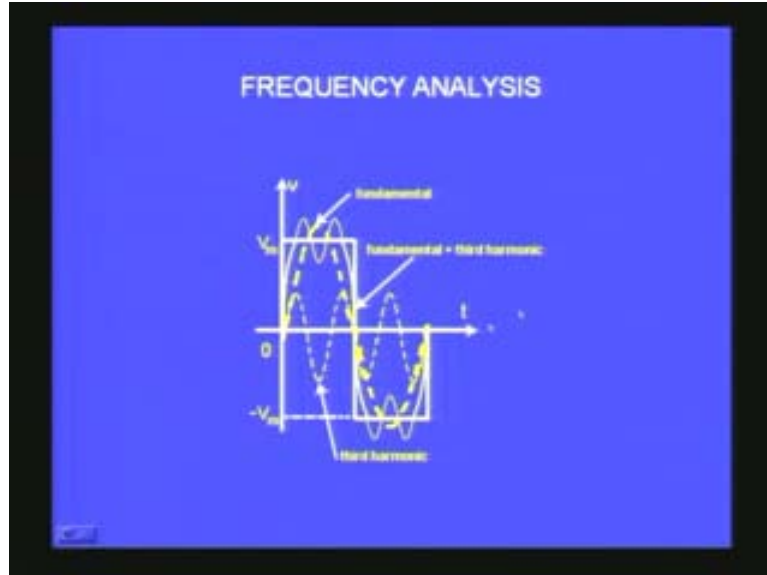 FREQUENCY ANALYSIS
v
fundamental
Vm
fundamental + third harmonic
t
0
-Vm
third harmonic